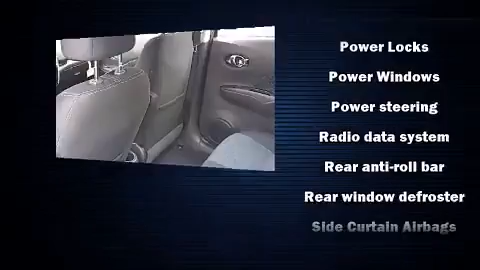 Power Locks
Power Windows
Power steering
Radio data system
Rear anti-roll bar
Rear window defroster
Side Curtain Airbags